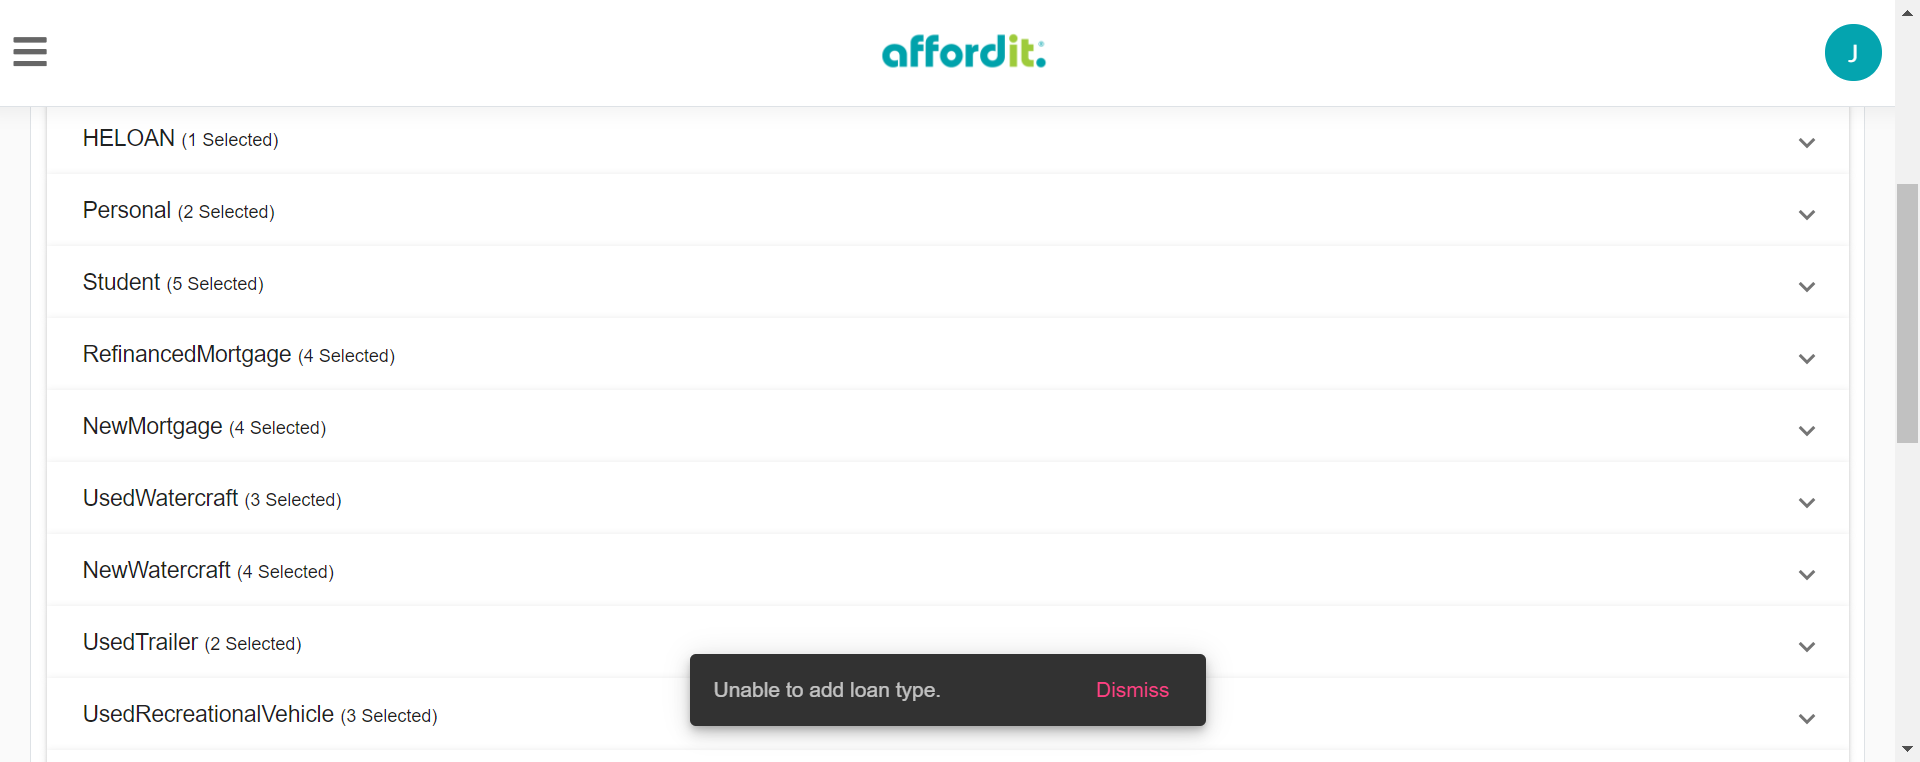 affordit:
J
HELOAN (1 Selected)
Personal (2 Selected)
Student (5 Selected)
RefinancedMortgage (4 Selected)
NewMortgage (4 Selected)
UsedWatercraft (3 Selected)
NewWatercraft (4 Selected)
UsedTrailer (2 Selected)
Unable to add loan type. Dismiss
UsedRecreationalVehicle (3 Selected)